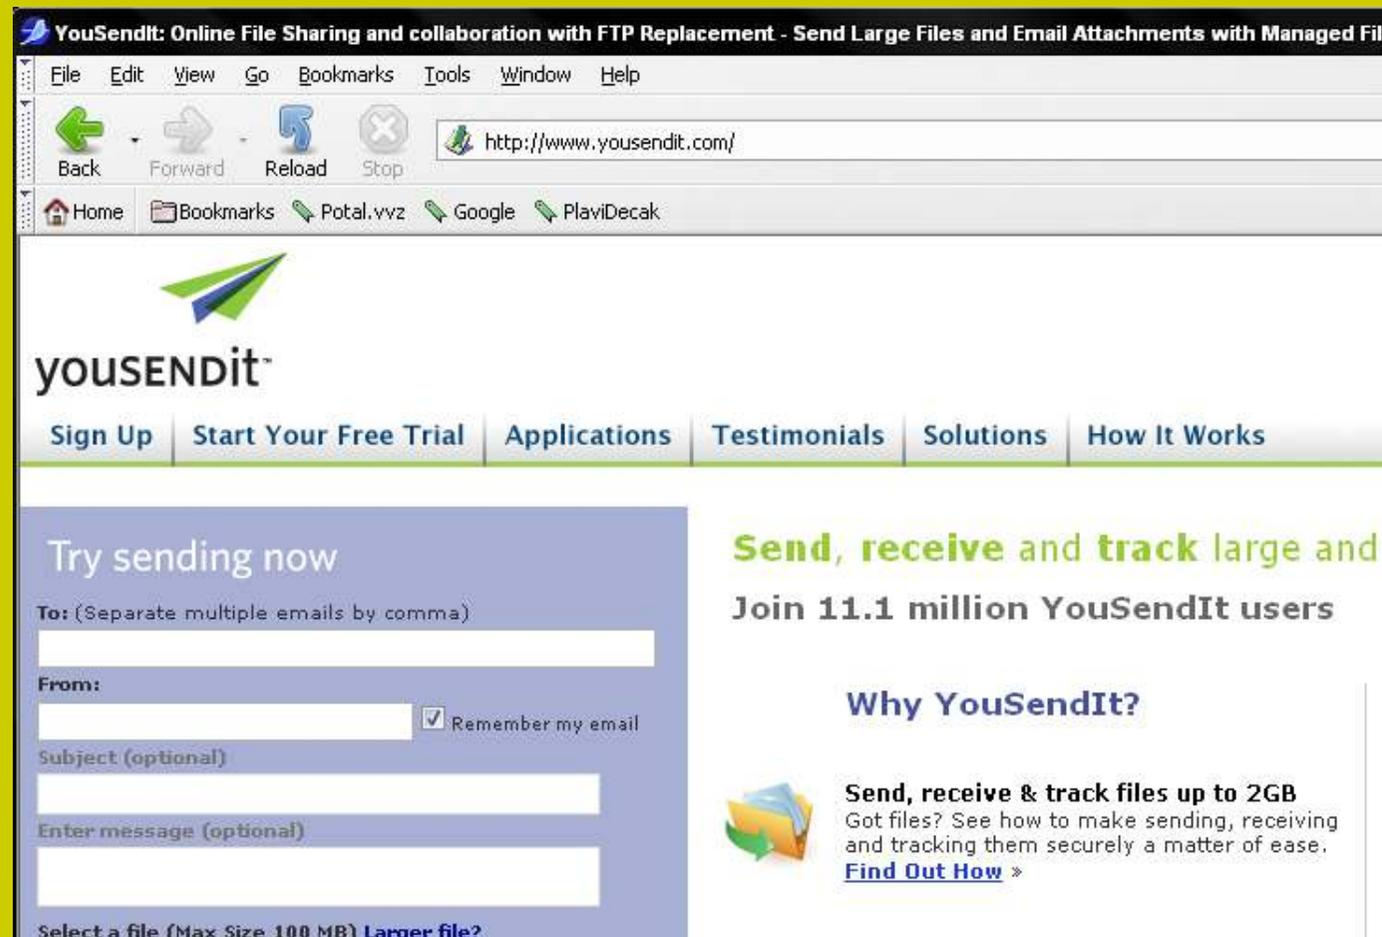 YouSendIt: Online File Sharing and collaboration with FTP Replacement - Send Large Files and Email Attachments with Managed Fil
File Edit View Go Bookmarks Tools Window Help
Back Forward Reload Stop
http://www.yousendit.com/
Home Bookmarks Potal.vvz Google PlaviDecak
youSENDit™
Sign Up Start Your Free Trial Applications Testimonials Solutions How It Works
Try sending now
To: (Separate multiple emails by comma)
From:
Remember my email
Subject (optional)
Enter message (optional)
Select a file (Max Size 100 MB) Larger file?
Send, receive and track large and
Join 11.1 million YouSendIt users
Why YouSendIt?
Send, receive & track files up to 2GB
Got files? See how to make sending, receiving
and tracking them securely a matter of ease.
Find Out How »